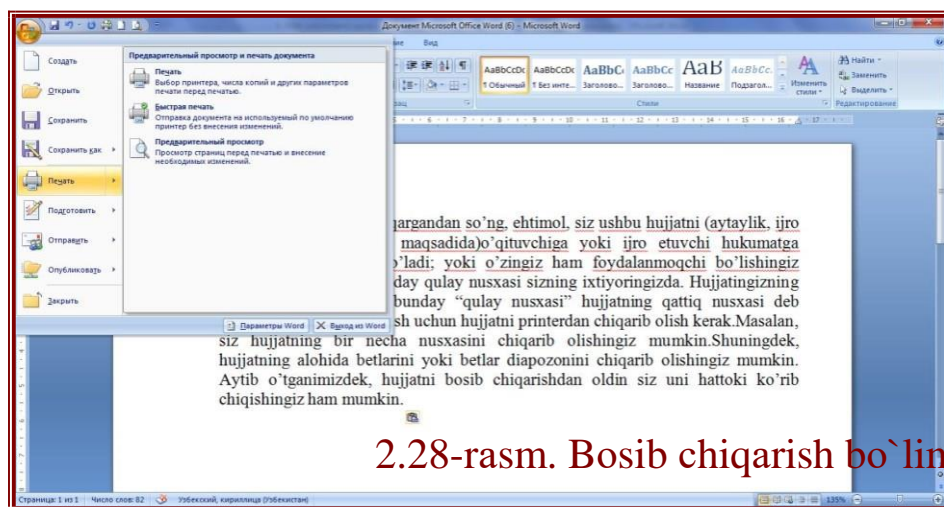 Документ Microsoft Office Word (6) - Microsoft Word
Вид
Создать
Открыть
Сохранить
Сохранить как
Печать
Подготовить
Отправить
Опубликовать
Закрыть
Предварительный просмотр и печать документа
Печать
Выбор принтера, числа копий и других параметров
печати перед печатью.
Быстрая печать
Отправка документа на используемый по умолчанию
принтер без внесения изменений.
Предварительный просмотр
Просмотр страниц перед печатью и внесение
необходимых изменений.
Параметры Word
Выход из Word
AaBbCcDc AaBbCcDc AaBbC AaBbCc AaB AaBbCc.
¶ Обычный ¶ Без инте... Заголово... Заголово... Название Подзагол...
Изменить
стили
Стили
Найти
Заменить
Выделить
Редактирование
qargandan so’ng, ehtimol, siz ushbu hujjatni (aytaylik, ijro
maqsadida)o’qituvchiga yoki ijro etuvchi hukumatga
o’ladi; yoki o’zingiz ham foydalanmoqchi bo’lishingiz
day qulay nusxasi sizning ixtiyoringizda. Hujjatingizning
bunday “qulay nusxasi” hujjatning qattiq nusxasi deb
sh uchun hujjatni printerdan chiqarib olish kerak.Masalan,
siz hujjatning bir necha nusxasini chiqarib olishingiz mumkin.Shuningdek,
hujjatning alohida betlarini yoki betlar diapozonini chiqarib olishingiz mumkin.
Aytib o’tganimizdek, hujjatni bosib chiqarishdan oldin siz uni hattoki ko’rib
chiqishingiz ham mumkin.
2.28-rasm. Bosib chiqarish bo`lin
Страница: 1 из 1 Число слов: 82 Узбекский, кириллица (Узбекистан) 135%